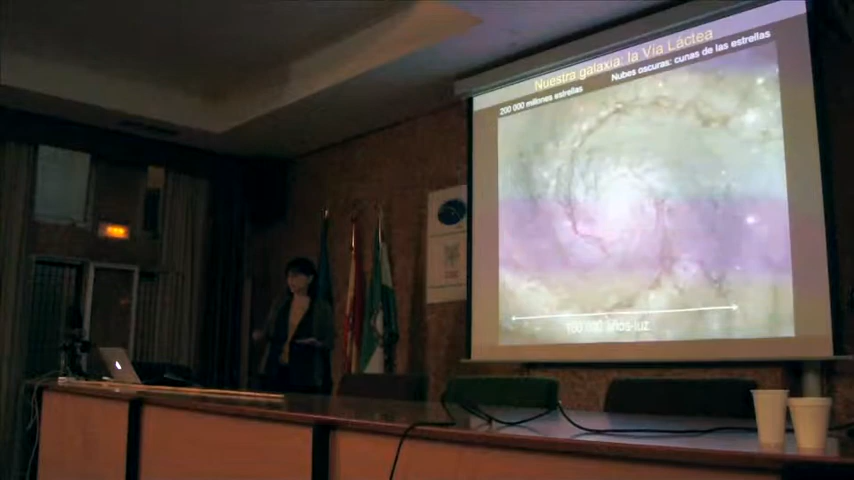 Nuestra galaxia: la Vía Láctea
200 000 millones estrellas
Nubes oscuras: cunas de las estrellas
100 000 años-luz